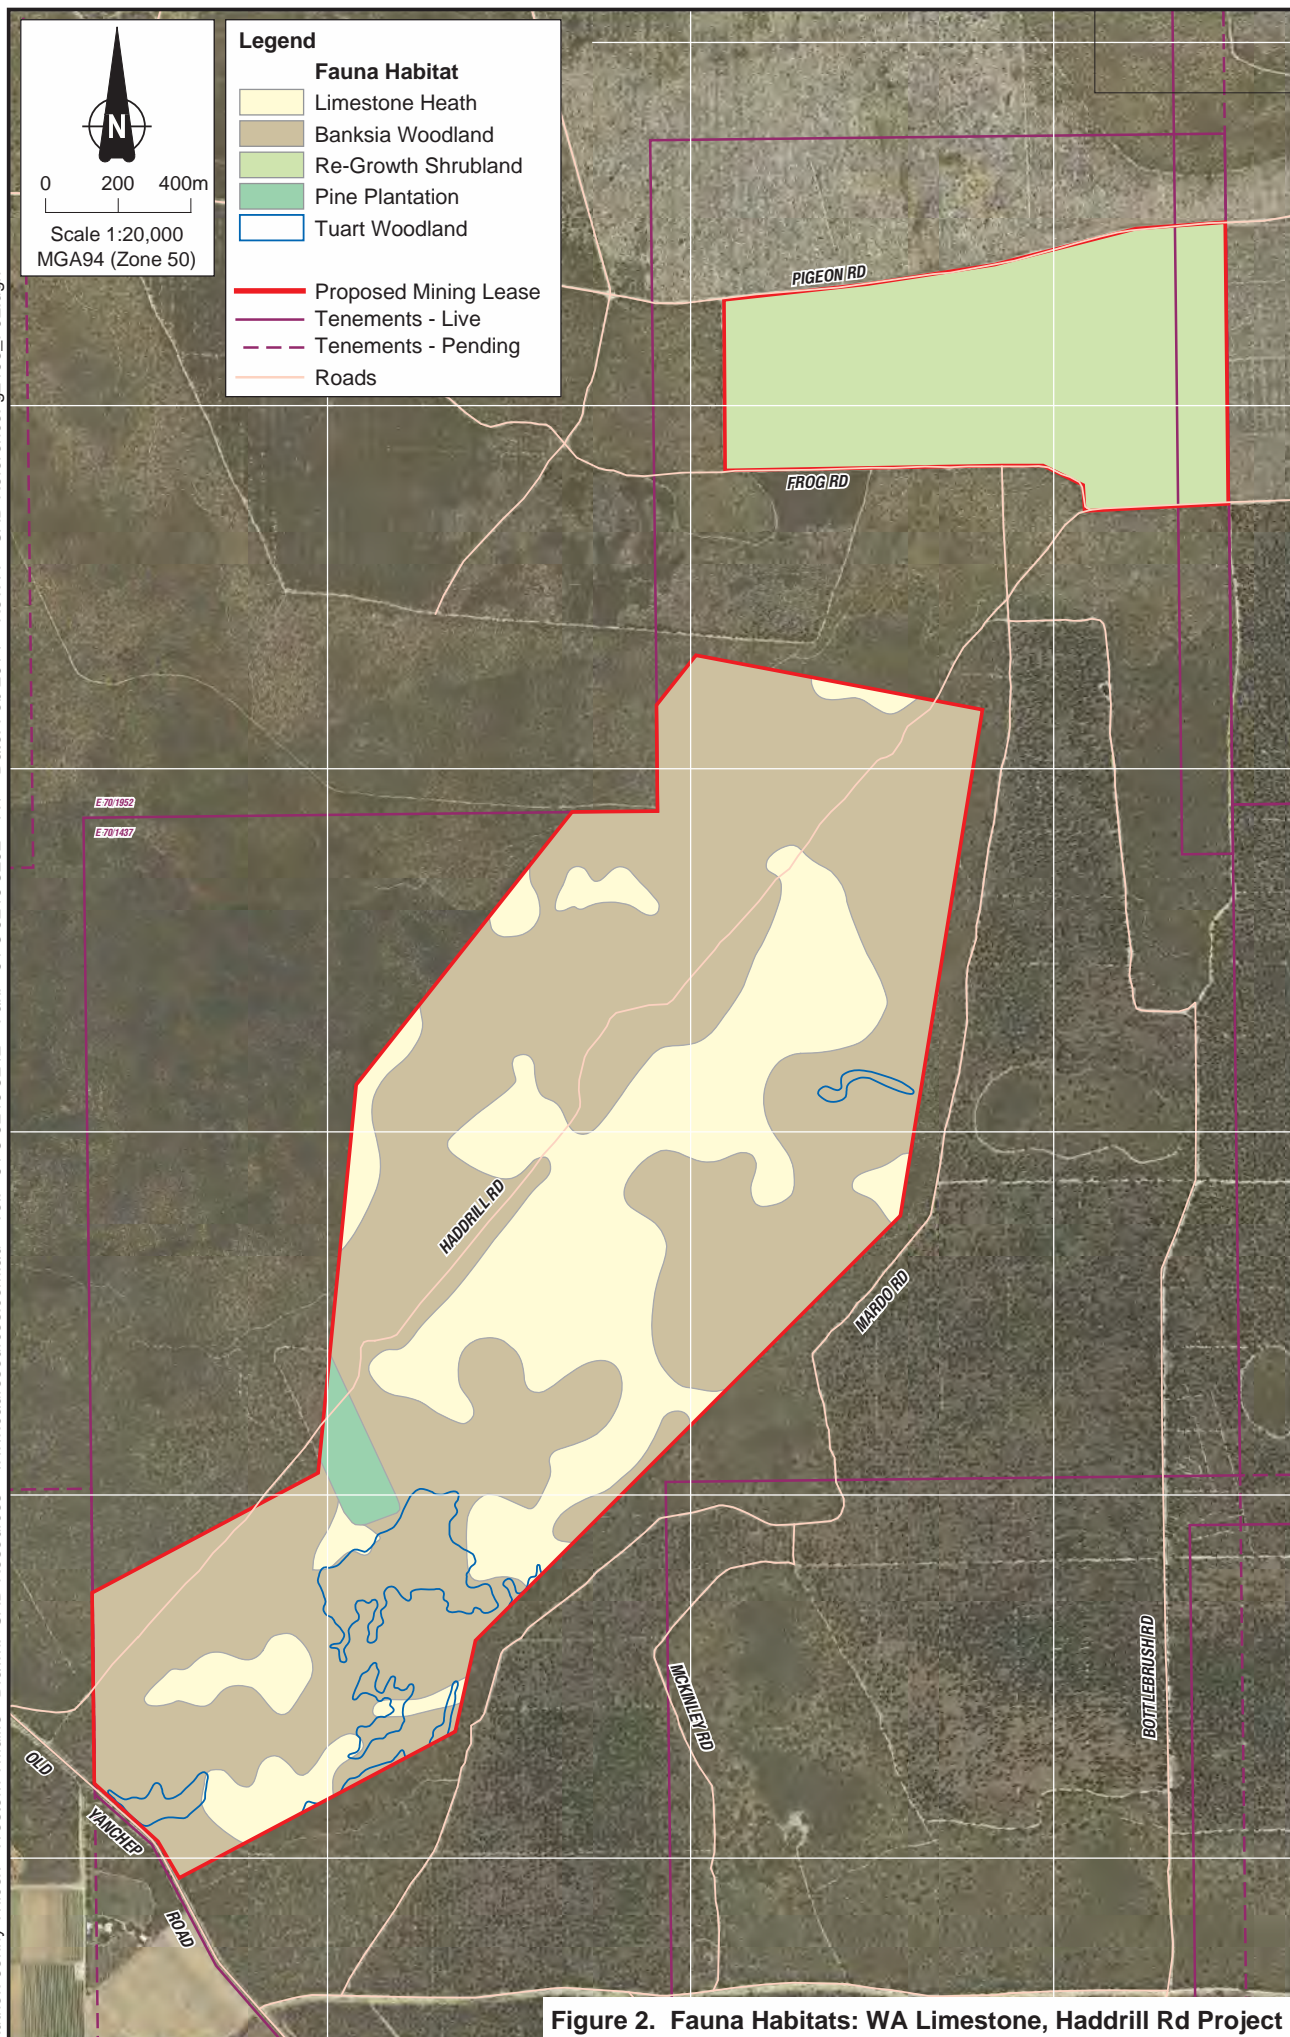 N
0 200 400m
Scale 1:20,000
MGA94 (Zone 50)
Legend
Fauna Habitat
Limestone Heath
Banksia Woodland
Re-Growth Shrubland
Pine Plantation
Tuart Woodland
Proposed Mining Lease
Tenements - Live
Tenements - Pending
Roads
PIGEON RD
FROG RD
E 70/1952
E 70/1437
HADDRILL RD
MARDO RD
MCKINLEY RD
BOTTLEBRUSH RD
OLD
YANCHEP
ROAD
Figure 2. Fauna Habitats: WA Limestone, Haddrill Rd Project